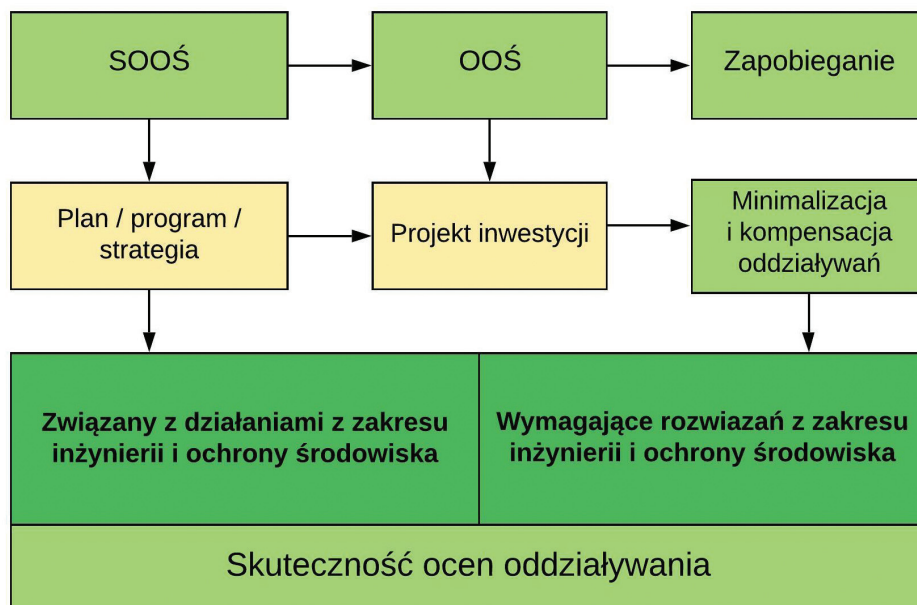 SOOŚ
OOŚ
Zapobieganie
Plan / program /
strategia
Projekt inwestycji
Minimalizacja
i kompensacja
oddziaływań
Związany z działaniami z zakresu
inżynierii i ochrony środowiska
Wymagające rozwiazań z zakresu
inżynierii i ochrony środowiska
Skuteczność ocen oddziaływania